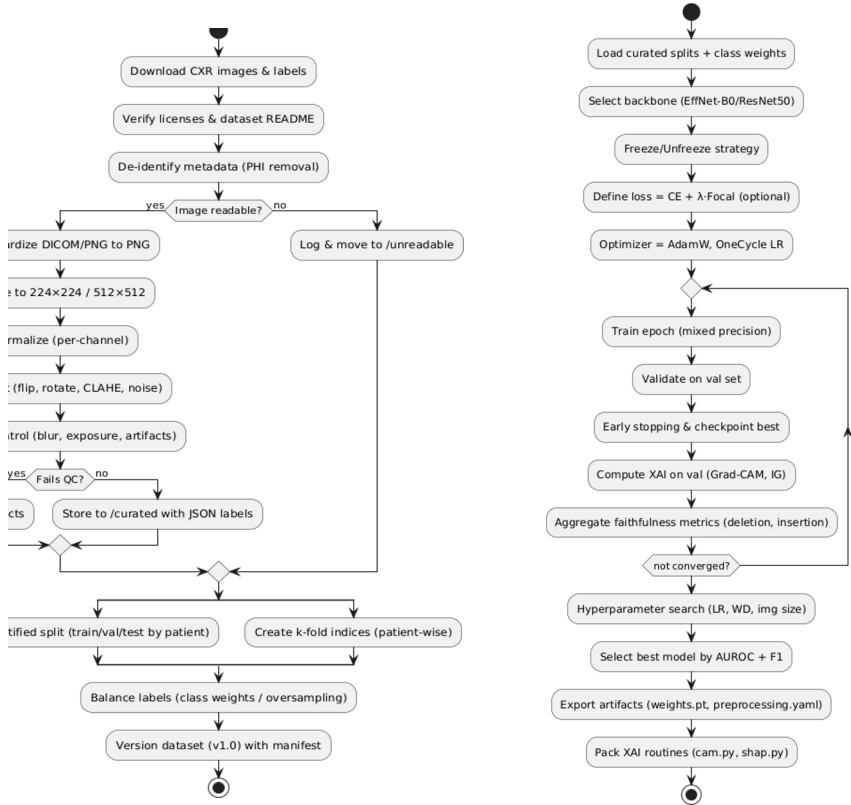 Download CXR images & labels
Verify licenses & dataset README
De-identify metadata (PHI removal)
yes
Image readable?
no
DICOM/PNG to PNG
Log & move to /unreadable
to 224×224 / 512×512
(per-channel)
(flip, rotate, CLAHE, noise)
(blur, exposure, artifacts)
yes
Fails QC?
no
Store to /curated with JSON labels
split (train/val/test by patient)
Create k-fold indices (patient-wise)
Balance labels (class weights / oversampling)
Version dataset (v1.0) with manifest
Load curated splits + class weights
Select backbone (EffNet-B0/ResNet50)
Freeze/Unfreeze strategy
Define loss = CE + λ·Focal (optional)
Optimizer = AdamW, OneCycle LR
Train epoch (mixed precision)
Validate on val set
Early stopping & checkpoint best
Compute XAI on val (Grad-CAM, IG)
Aggregate faithfulness metrics (deletion, insertion)
not converged?
Hyperparameter search (LR, WD, img size)
Select best model by AUROC + F1
Export artifacts (weights.pt, preprocessing.yaml)
Pack XAI routines (cam.py, shap.py)